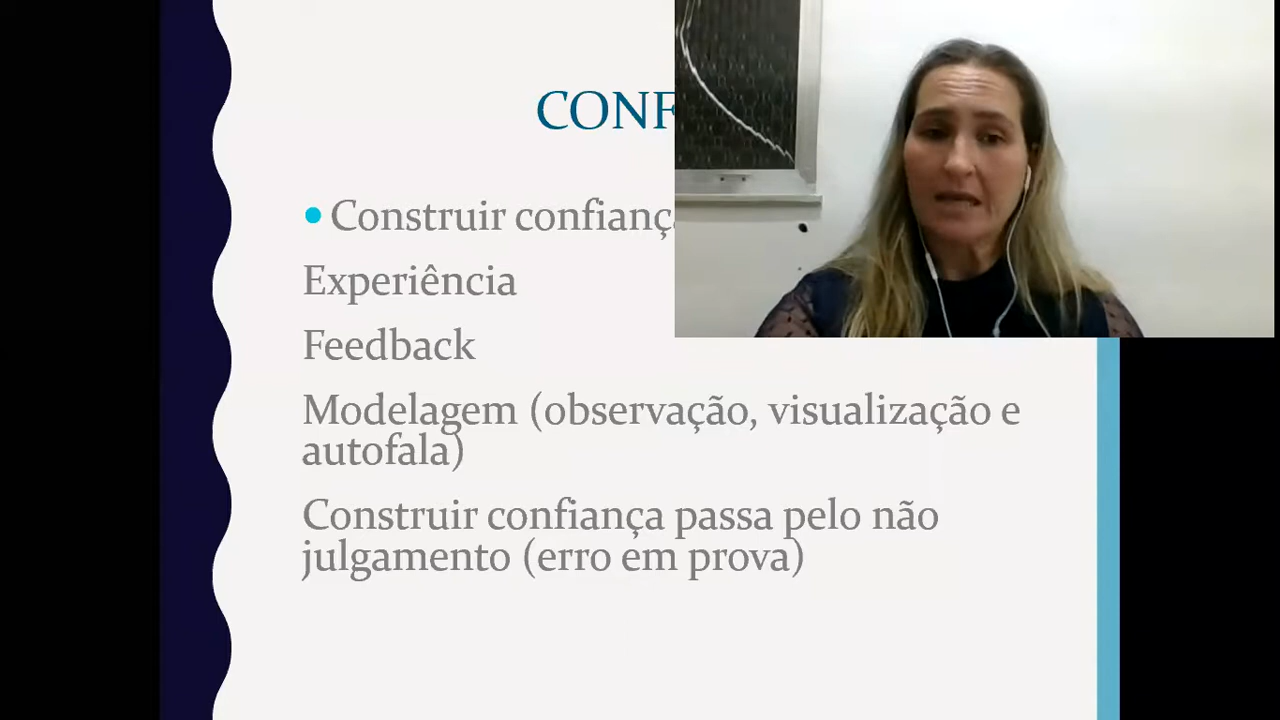 CONF
Construir confianç
Experiência
Feedback
Modelagem (observação, visualização e
autofala)
Construir confiança passa pelo não
julgamento (erro em prova)